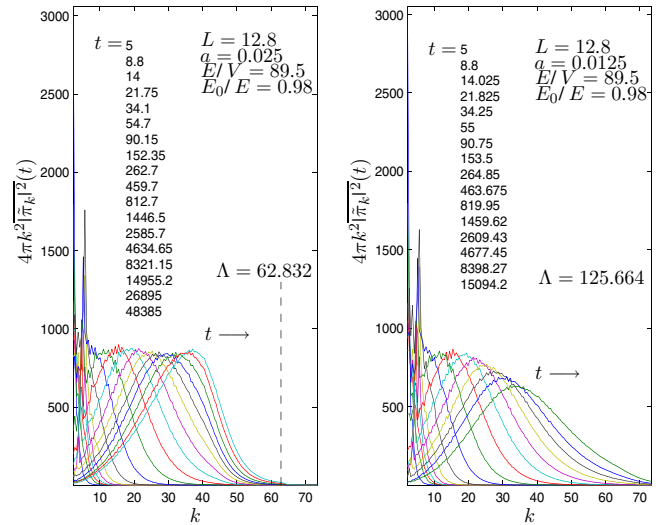 t = 5
8.8
14
21.75
34.1
54.7
90.15
152.35
262.7
459.7
812.7
1446.5
2585.7
4634.65
8321.15
14955.2
26895
48385
L = 12.8
a = 0.025
E/V = 89.5
E₀/E = 0.98
Λ = 62.832
t ⟶
3000
2500
2000
1500
1000
500
10 20 30 40 50 60 70
k
4πk²|π̃ₖ|²(t)
t = 5
8.8
14.025
21.825
34.25
55
90.75
153.5
264.85
463.675
819.95
1459.62
2609.43
4677.45
8398.27
15094.2
L = 12.8
a = 0.0125
E/V = 89.5
E₀/E = 0.98
Λ = 125.664
t ⟶
3000
2500
2000
1500
1000
500
10 20 30 40 50 60 70
k
4πk²|π̃ₖ|²(t)